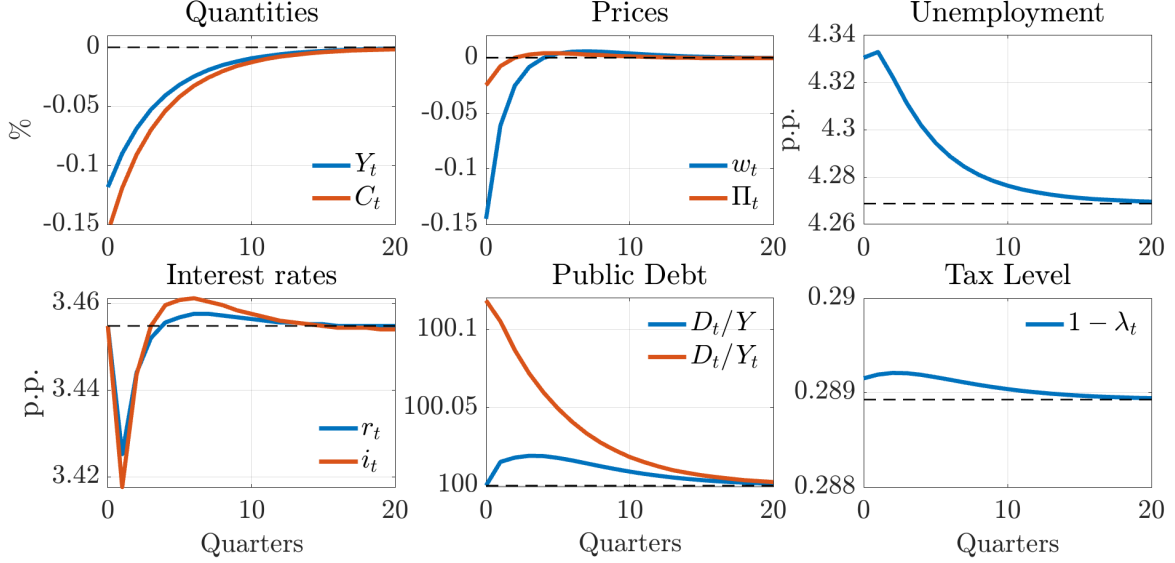 Quantities
0
-0.05
-0.1
-0.15
%
Y_t
C_t
0
10
20
Prices
0
-0.05
-0.1
-0.15
w_t
Π_t
0
10
20
Unemployment
4.34
4.32
4.3
4.28
4.26
p.p.
0
10
20
Interest rates
3.46
3.44
3.42
p.p.
r_t
i_t
0
10
20
Quarters
Public Debt
100.1
100.05
100
D_t/Y
D_t/Y_t
0
10
20
Quarters
Tax Level
0.29
0.289
0.288
1 − λ_t
0
10
20
Quarters